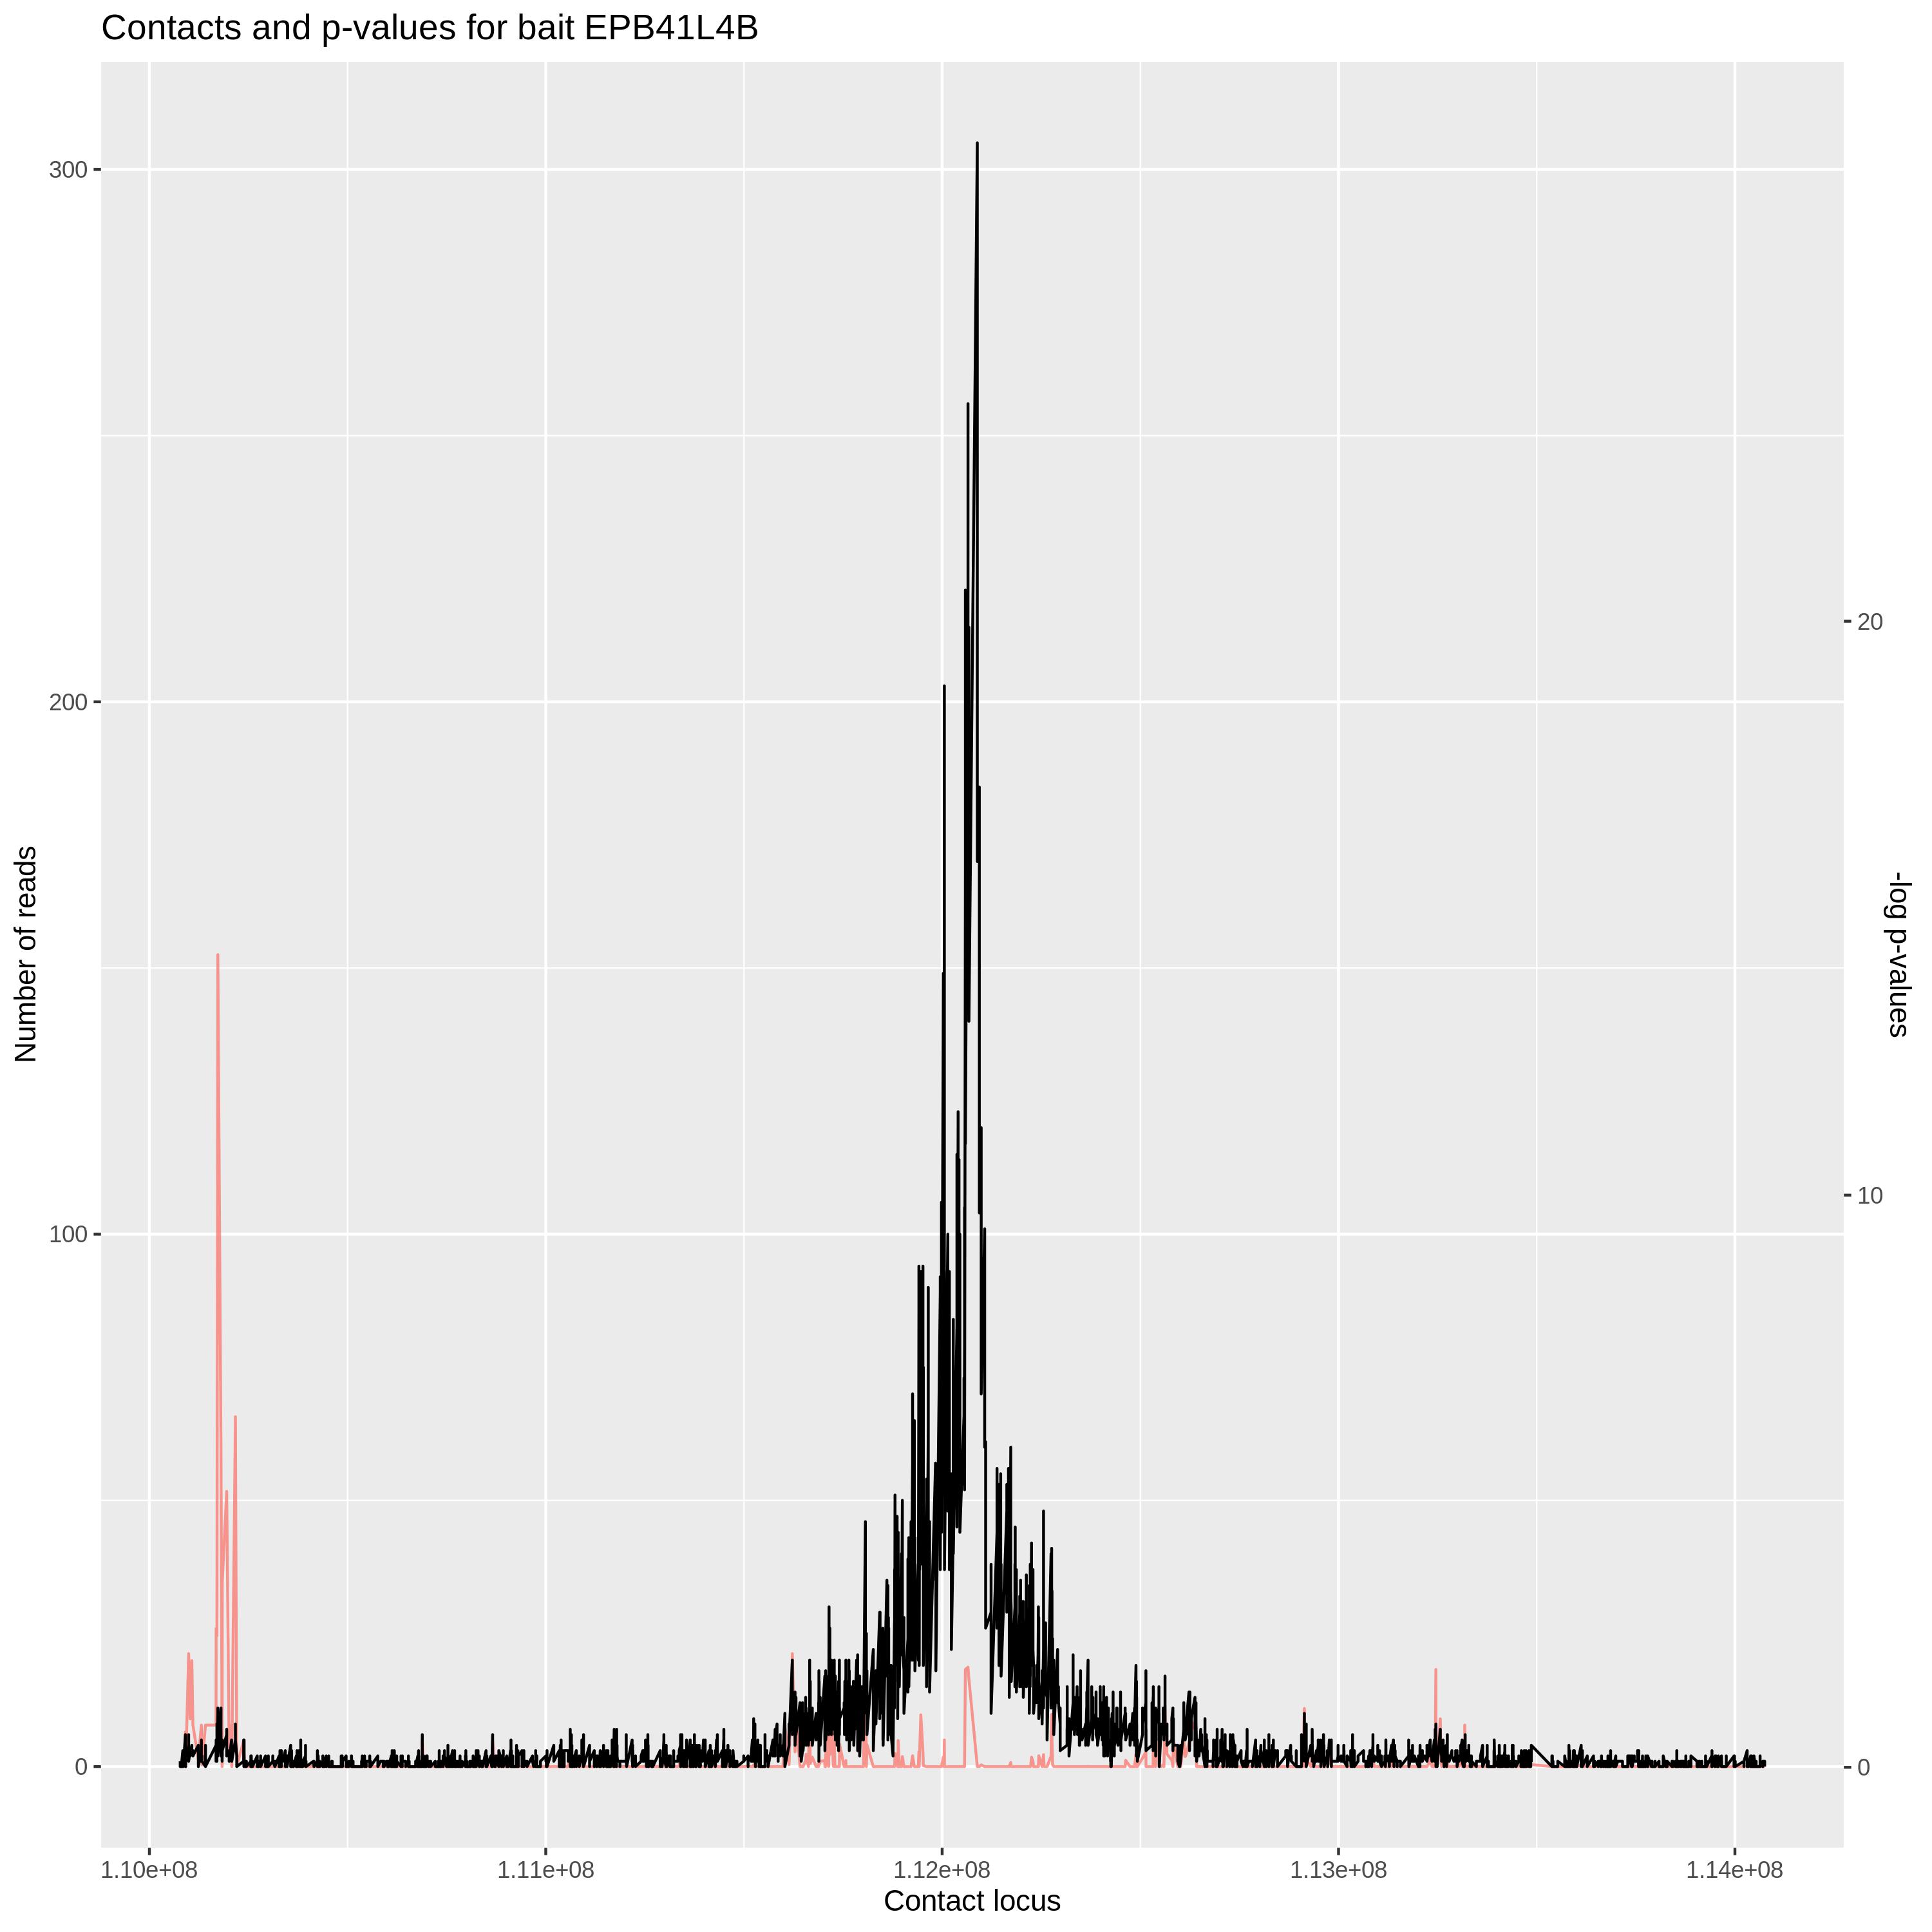 Contacts and p-values for bait EPB41L4B
300
200
100
0
Number of reads
20
10
0
-log p-values
1.10e+08
1.11e+08
1.12e+08
1.13e+08
1.14e+08
Contact locus